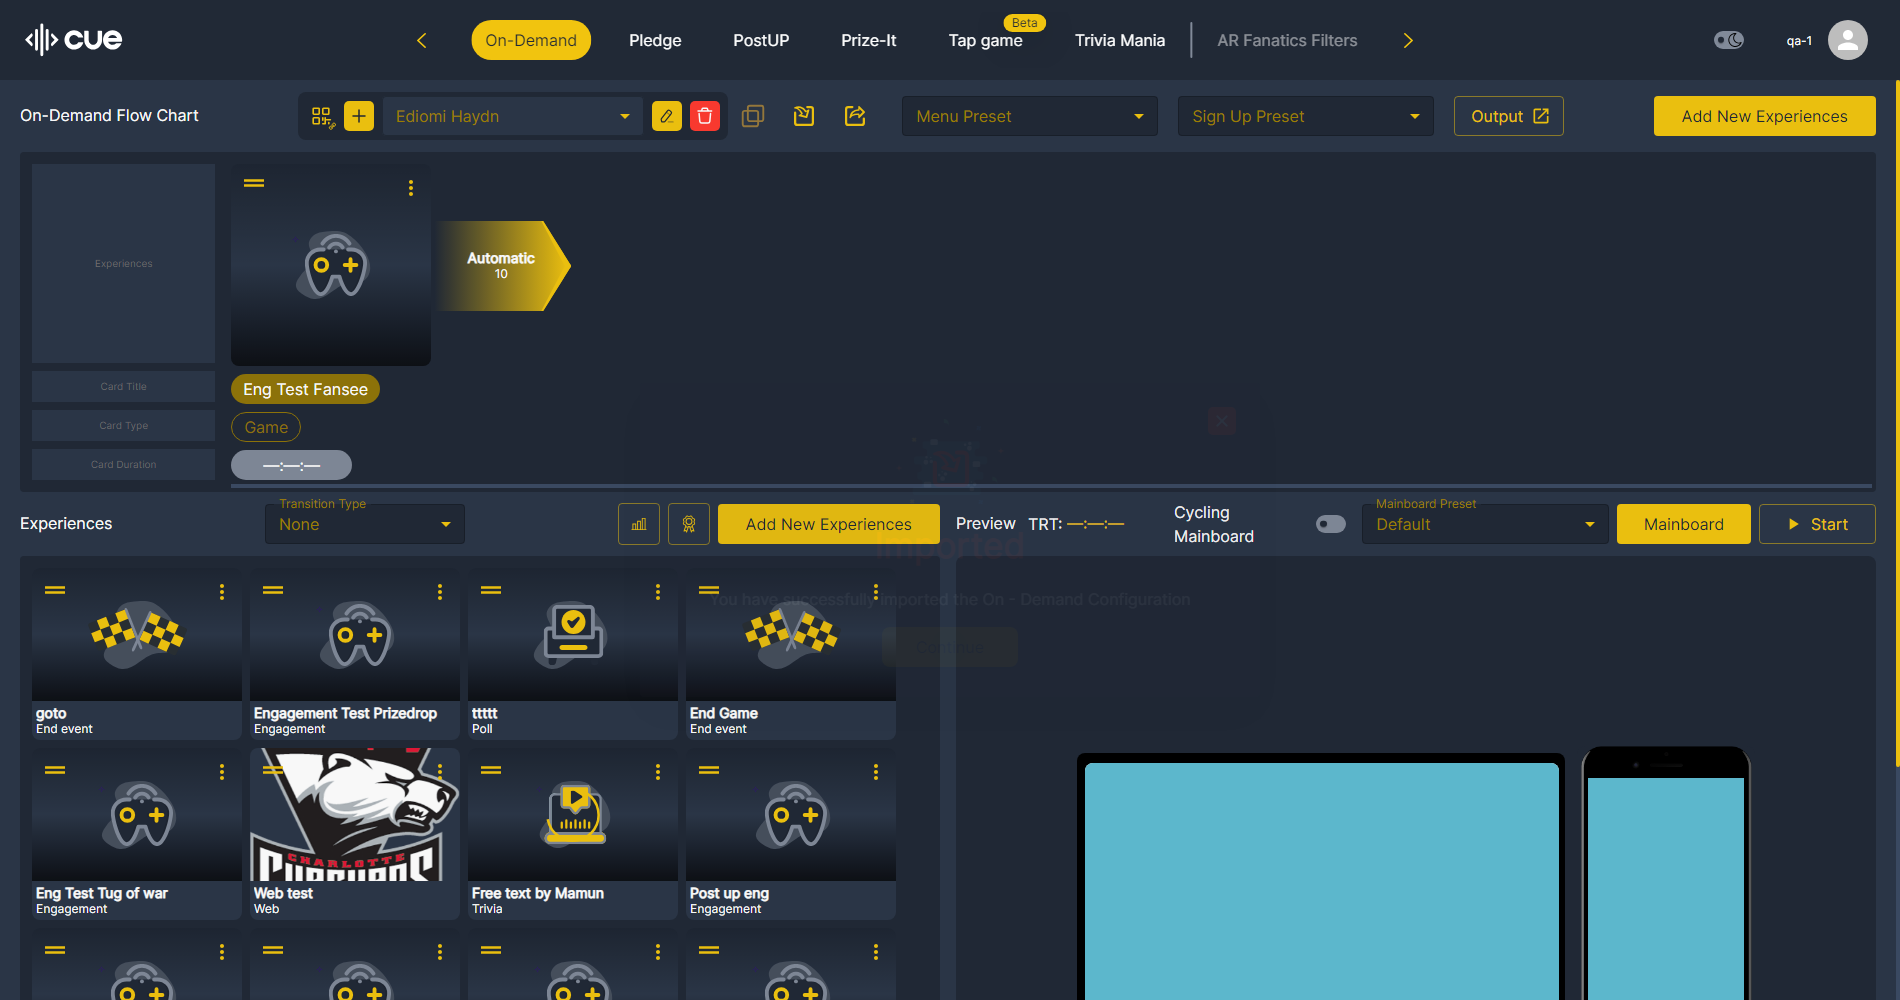 cue
On-Demand
Pledge
PostUP
Prize-It
Tap game
Beta
Trivia Mania
AR Fanatics Filters
qa-1
On-Demand Flow Chart
Ediomi Haydn
Menu Preset
Sign Up Preset
Output
Add New Experiences
Experiences
Automatic
10
Card Title
Eng Test Fansee
Card Type
Game
Card Duration
—:—:—
Experiences
Transition Type
None
Add New Experiences
Preview
TRT: —:—:—
Cycling
Mainboard
Mainboard Preset
Default
Mainboard
Start
Imported
You have successfully imported the On - Demand Configuration
goto
End event
Engagement Test Prizedrop
Engagement
ttttt
Poll
End Game
End event
Eng Test Tug of war
Engagement
CHARLOTTE
Web test
Web
Free text by Mamun
Trivia
Post up eng
Engagement